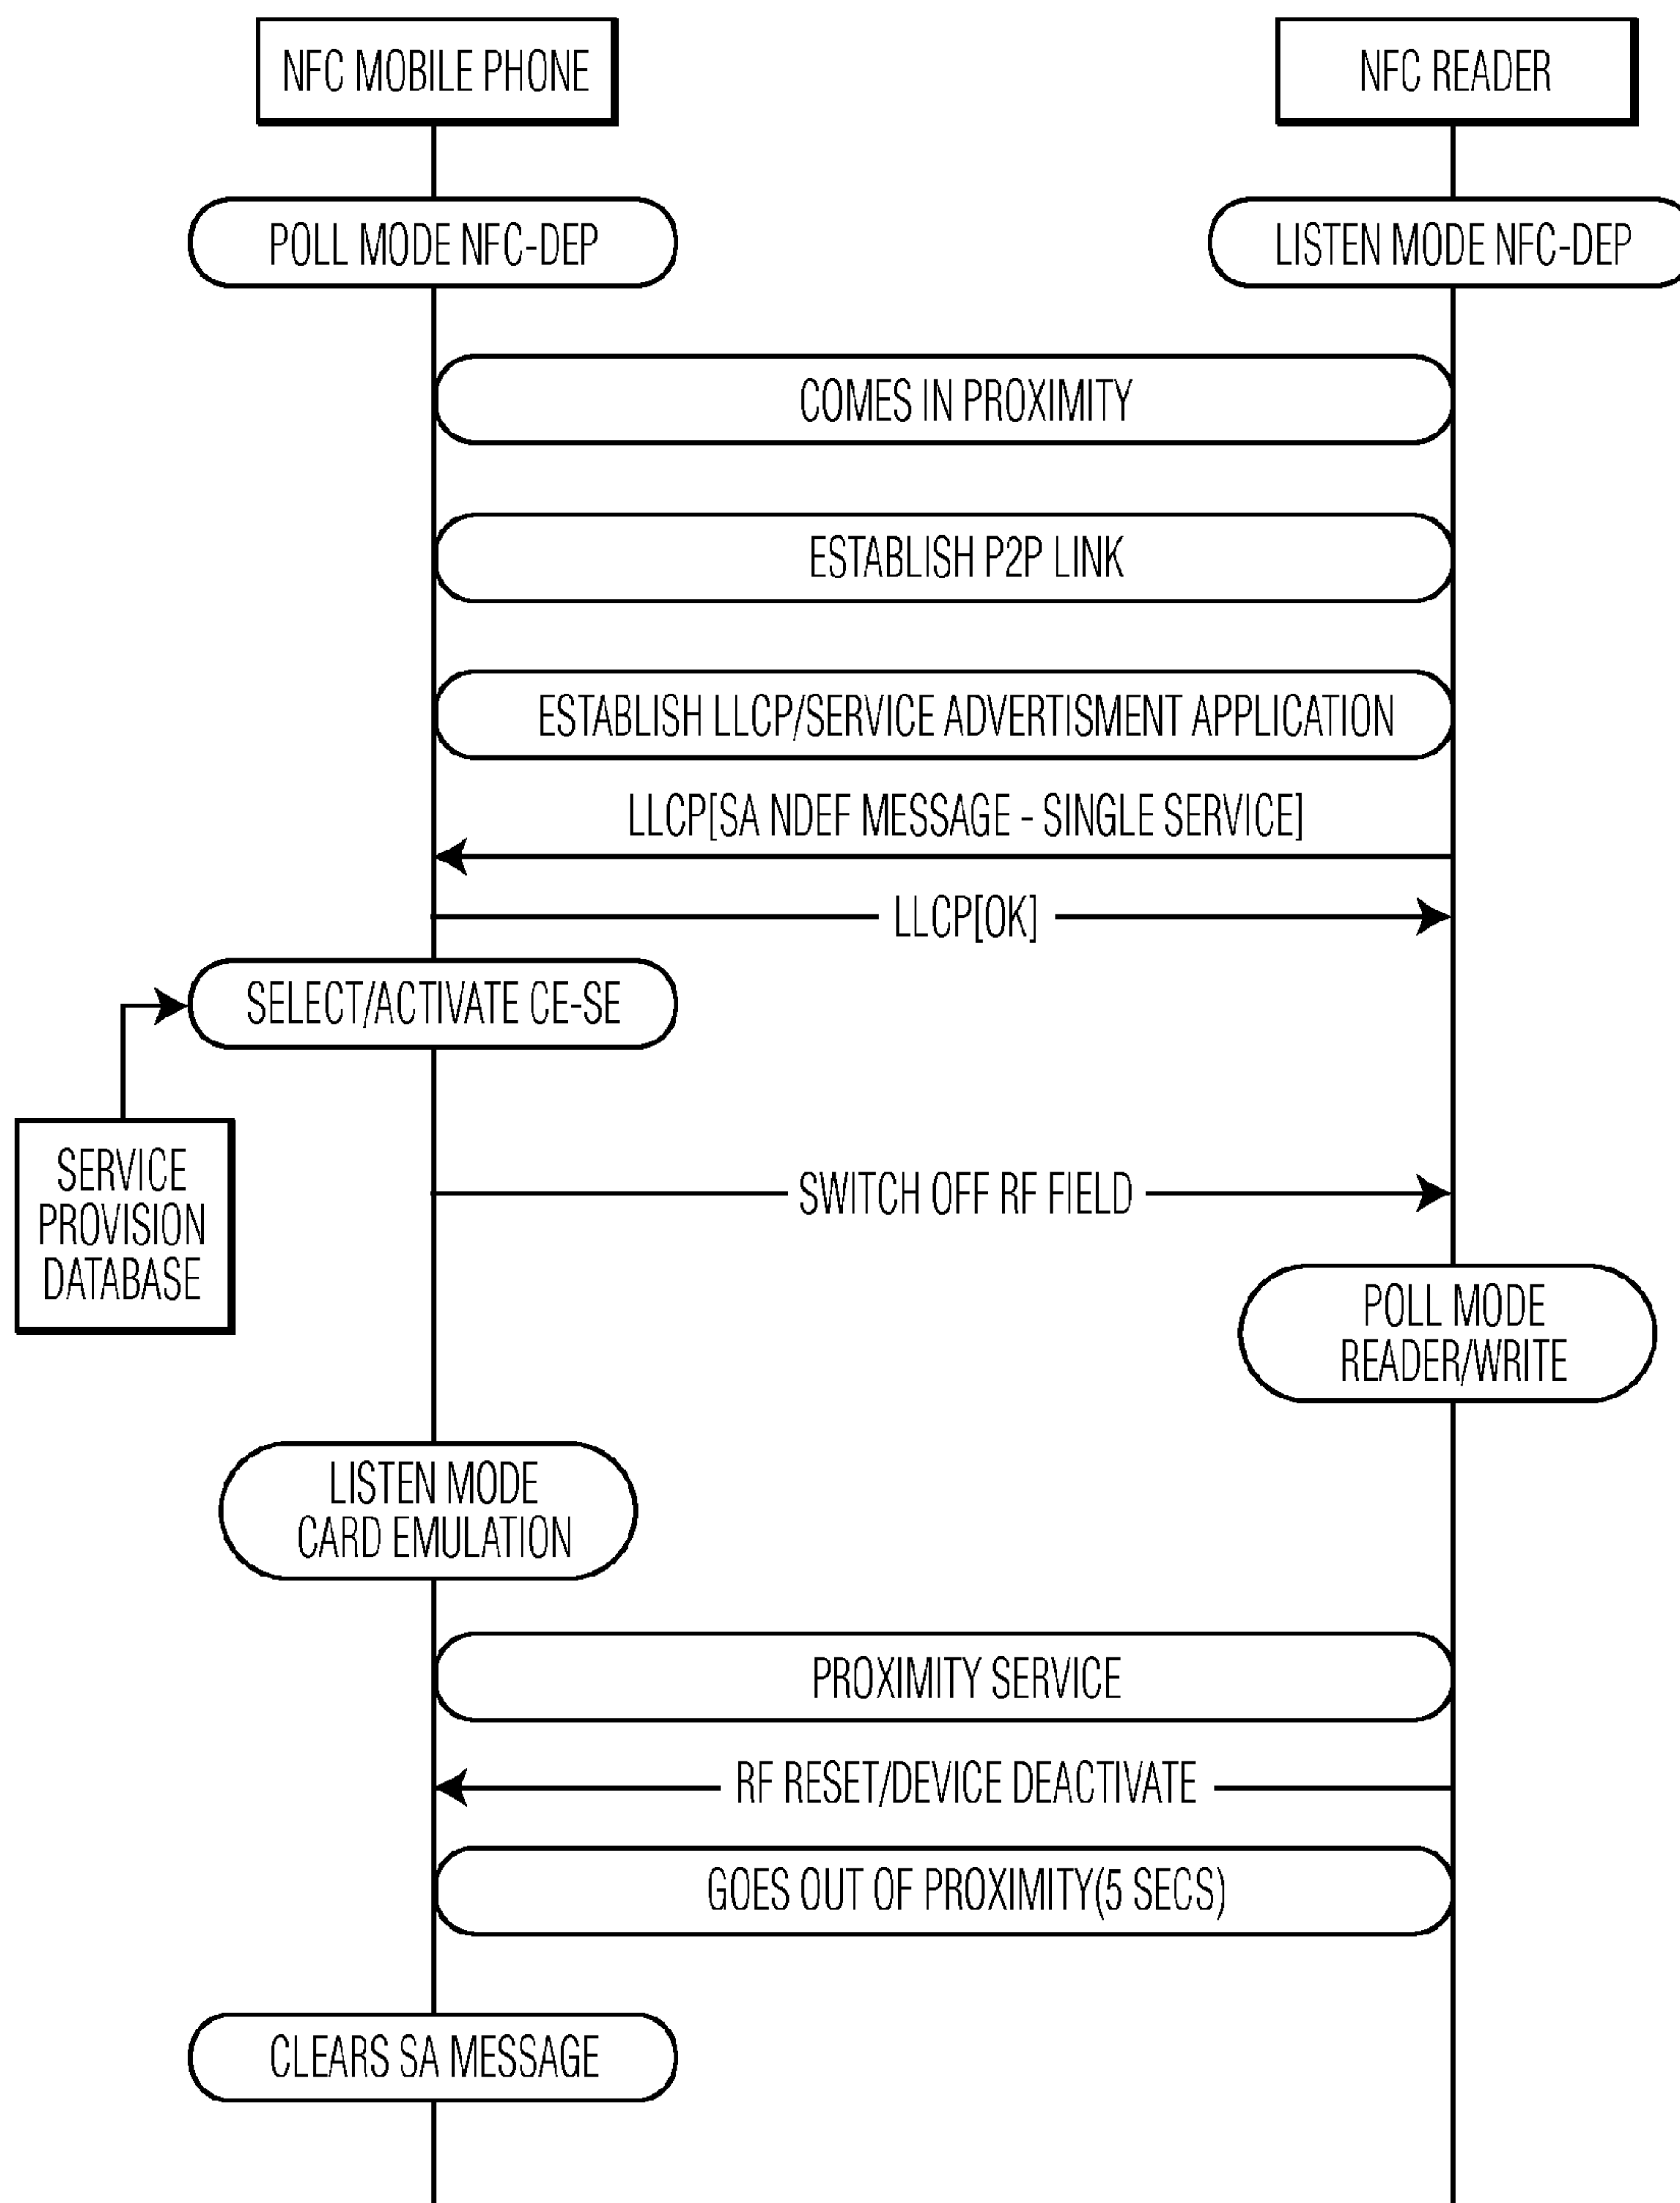 NFC MOBILE PHONE
NFC READER
POLL MODE NFC-DEP
LISTEN MODE NFC-DEP
COMES IN PROXIMITY
ESTABLISH P2P LINK
ESTABLISH LLCP/SERVICE ADVERTISMENT APPLICATION
LLCP[SA NDEF MESSAGE - SINGLE SERVICE]
LLCP[OK]
SELECT/ACTIVATE CE-SE
SERVICE
PROVISION
DATABASE
SWITCH OFF RF FIELD
POLL MODE
READER/WRITE
LISTEN MODE
CARD EMULATION
PROXIMITY SERVICE
RF RESET/DEVICE DEACTIVATE
GOES OUT OF PROXIMITY(5 SECS)
CLEARS SA MESSAGE